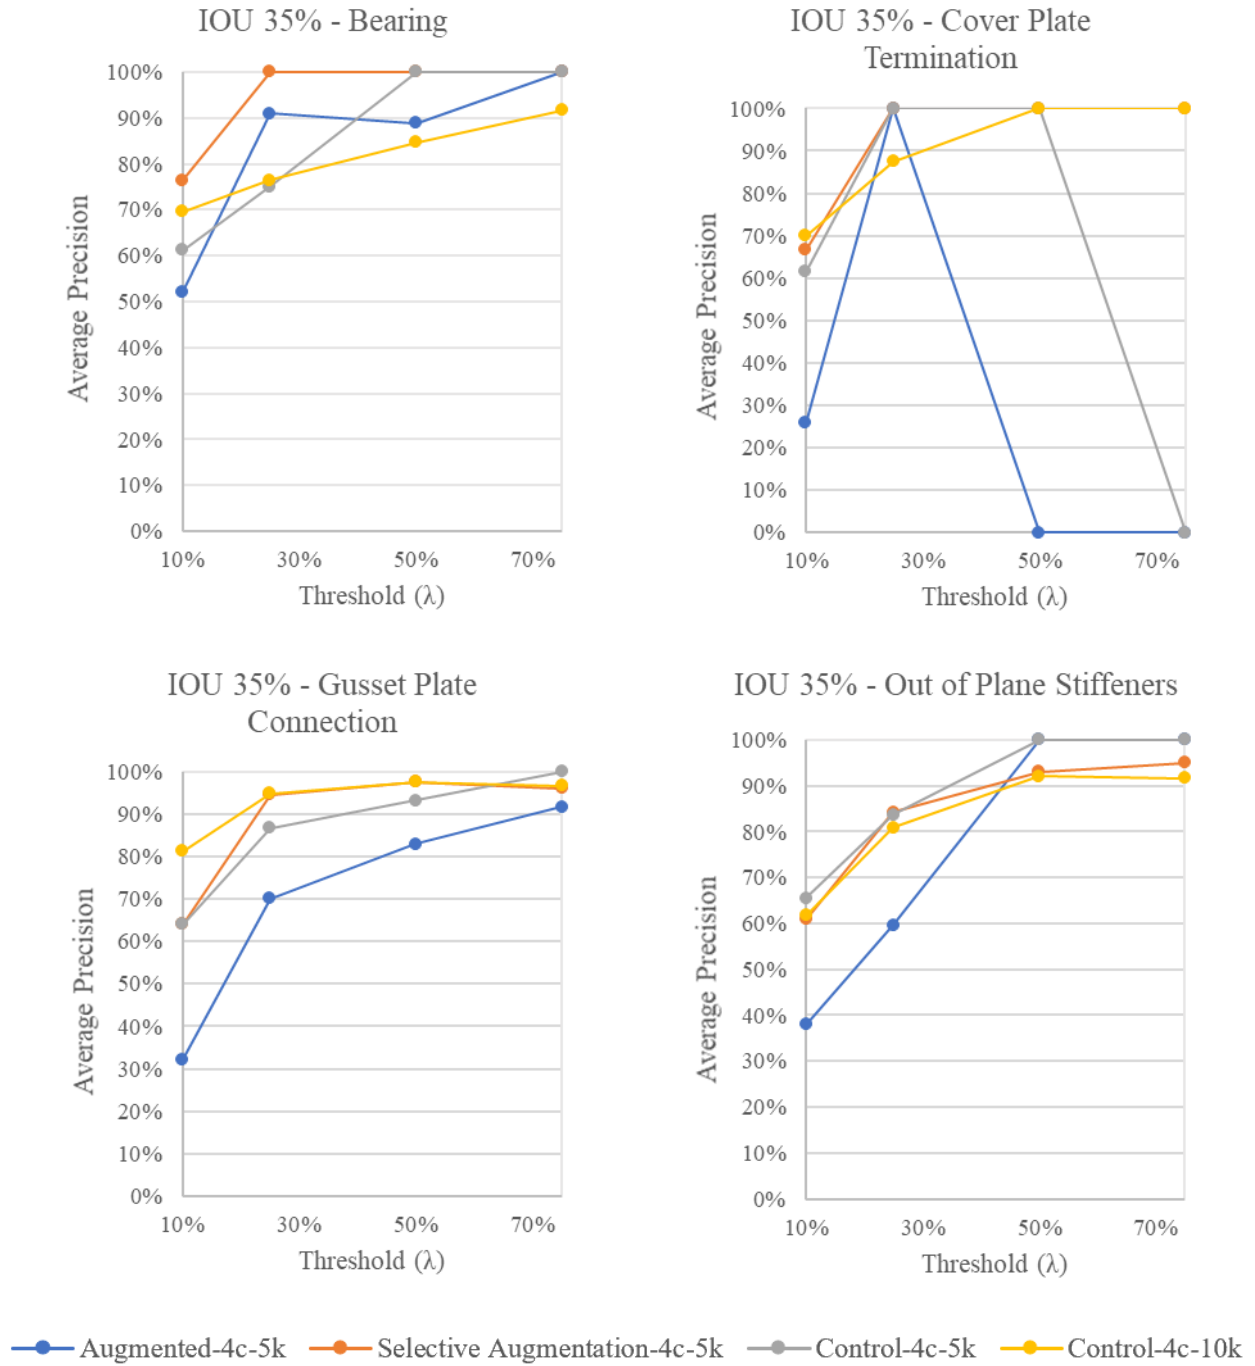 IOU 35% - Bearing
100%
90%
80%
70%
60%
50%
40%
30%
20%
10%
0%
Average Precision
10% 30% 50% 70%
Threshold (λ)
IOU 35% - Cover Plate
Termination
100%
90%
80%
70%
60%
50%
40%
30%
20%
10%
0%
Average Precision
10% 30% 50% 70%
Threshold (λ)
IOU 35% - Gusset Plate
Connection
100%
90%
80%
70%
60%
50%
40%
30%
20%
10%
0%
Average Precision
10% 30% 50% 70%
Threshold (λ)
IOU 35% - Out of Plane Stiffeners
100%
90%
80%
70%
60%
50%
40%
30%
20%
10%
0%
Average Precision
10% 30% 50% 70%
Threshold (λ)
Augmented-4c-5k Selective Augmentation-4c-5k Control-4c-5k Control-4c-10k